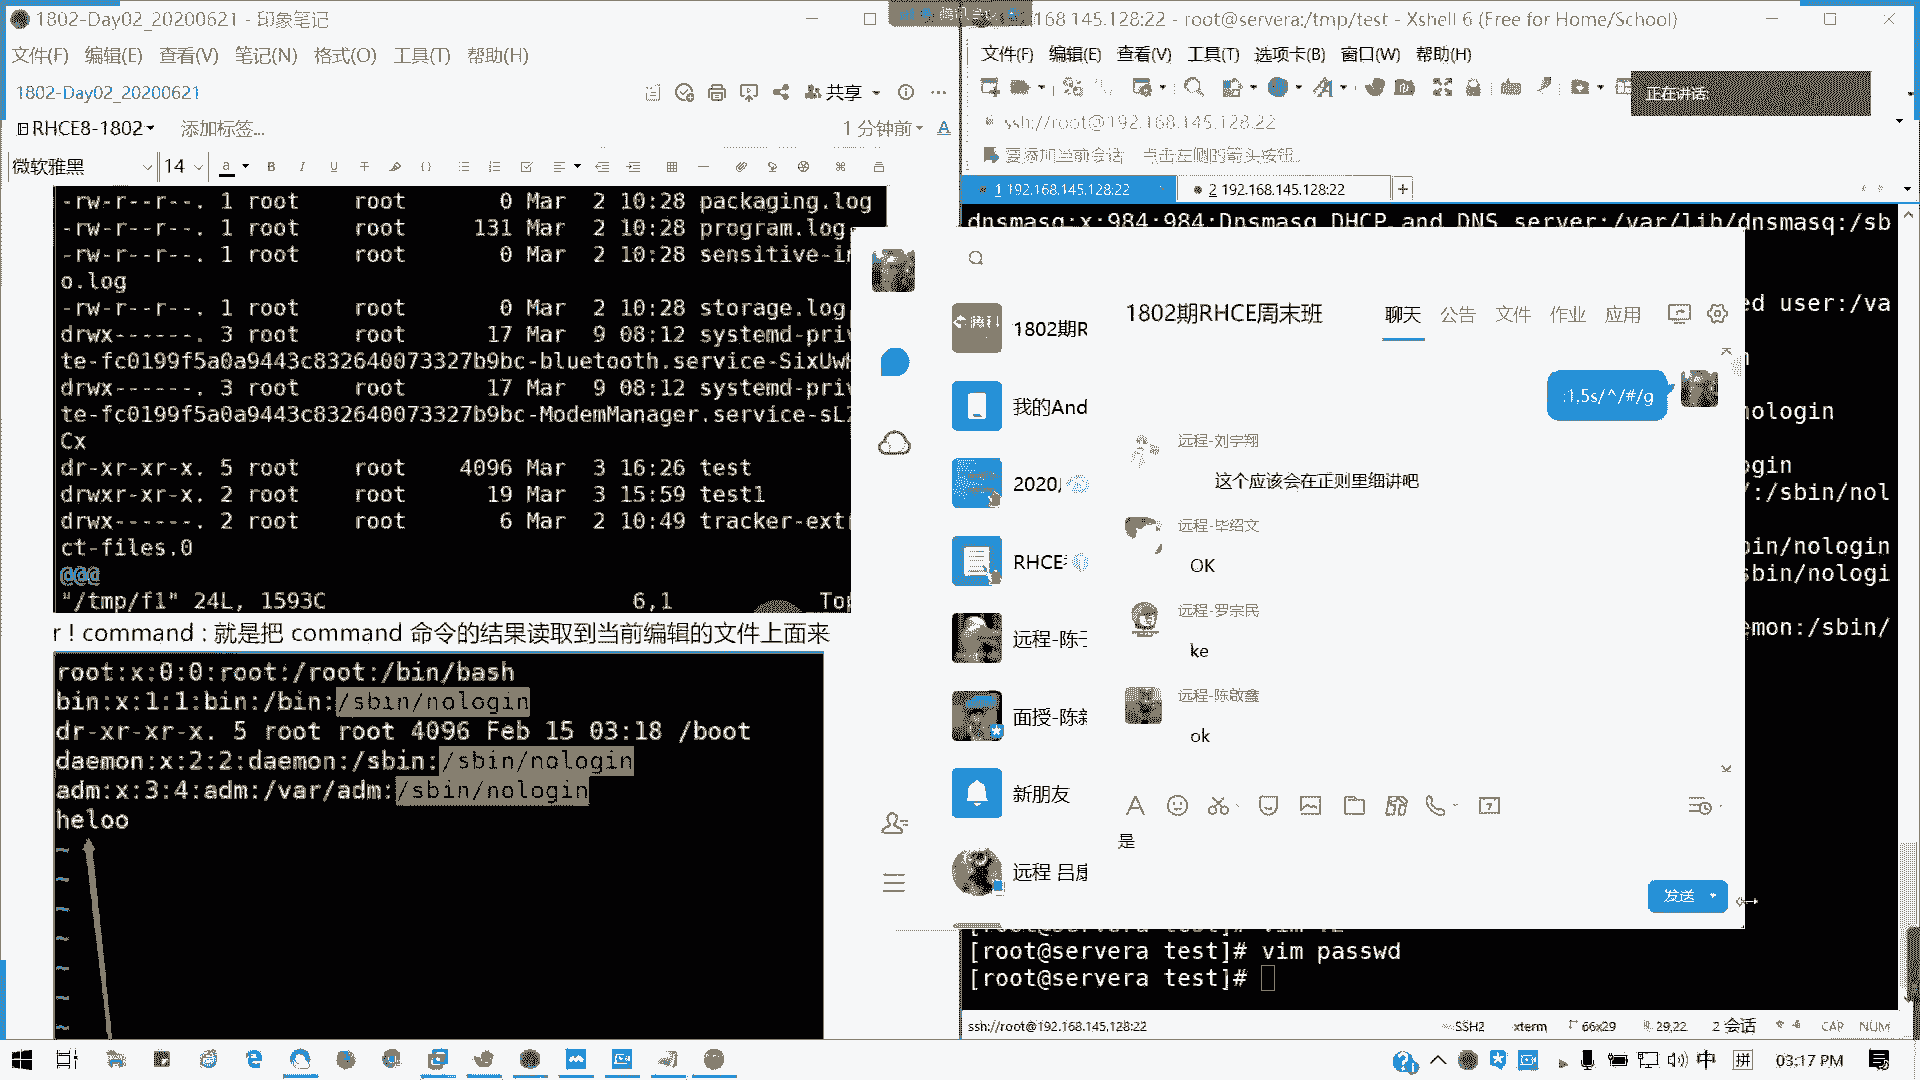 1802-Day02_20200621 - 印象笔记
文件(F) 编辑(E) 查看(V) 笔记(N) 格式(O) 工具(T) 帮助(H)
1802-Day02_20200621
共享
RHCE8-1802
添加标签...
1 分钟前
微软雅黑 14
-rw-r--r--. 1 root root 0 Mar 2 10:28 packaging.log
-rw-r--r--. 1 root root 131 Mar 2 10:28 program.log
-rw-r--r--. 1 root root 0 Mar 2 10:28 sensitive-in
o.log
-rw-r--r--. 1 root root 0 Mar 2 10:28 storage.log
drwx------. 3 root root 17 Mar 9 08:12 systemd-priv
te-fc0199f5a0a9443c832640073327b9bc-bluetooth.service-SixUwM
drwx------. 3 root root 17 Mar 9 08:12 systemd-priv
te-fc0199f5a0a9443c832640073327b9bc-ModemManager.service-sL
Cx
dr-xr-xr-x. 5 root root 4096 Mar 3 16:26 test
drwxr-xr-x. 2 root root 19 Mar 3 15:59 test1
drwx------. 2 root root 6 Mar 2 10:49 tracker-ext
ct-files.0
@@@
"/tmp/f1" 24L, 1593C 6,1 Top
r ! command : 就是把 command 命令的结果读取到当前编辑的文件上面来
root:x:0:0:root:/root:/bin/bash
bin:x:1:1:bin:/bin:/sbin/nologin
dr-xr-xr-x. 5 root root 4096 Feb 15 03:18 /boot
daemon:x:2:2:daemon:/sbin:/sbin/nologin
adm:x:3:4:adm:/var/adm:/sbin/nologin
heloo
~
~
~
~
~
~
~
168.145.128:22 - root@servera:/tmp/test - Xshell 6 (Free for Home/School)
文件(F) 编辑(E) 查看(V) 工具(T) 选项卡(B) 窗口(W) 帮助(H)
正在讲话:
ssh://root@192.168.145.128:22
要添加当前会话，点击左侧的箭头按钮。
1 192.168.145.128:22
2 192.168.145.128:22
dnsmasq:x:984:984:Dnsmasq DHCP and DNS server:/var/lib/dnsmasq:/sb
ed user:/va
nologin
gin
:/sbin/nol
bin/nologin
sbin/nologi
emon:/sbin/
[root@servera test]# vim passwd
[root@servera test]#
1802期R
我的And
2020
RHCE
远程-陈
面授-陈
新朋友
远程 吕
1802期RHCE周末班
聊天 公告 文件 作业 应用
:1,5s/^/#/g
远程-刘宇翔
这个应该会在正则里细讲吧
远程-毕绍文
OK
远程-罗宗民
ke
远程-陈啟鑫
ok
是
发送
ssh://root@192.168.145.128:22
SSH2 xterm 66x29 29,22 2 会话 CAP NUM
中 拼 03:17 PM